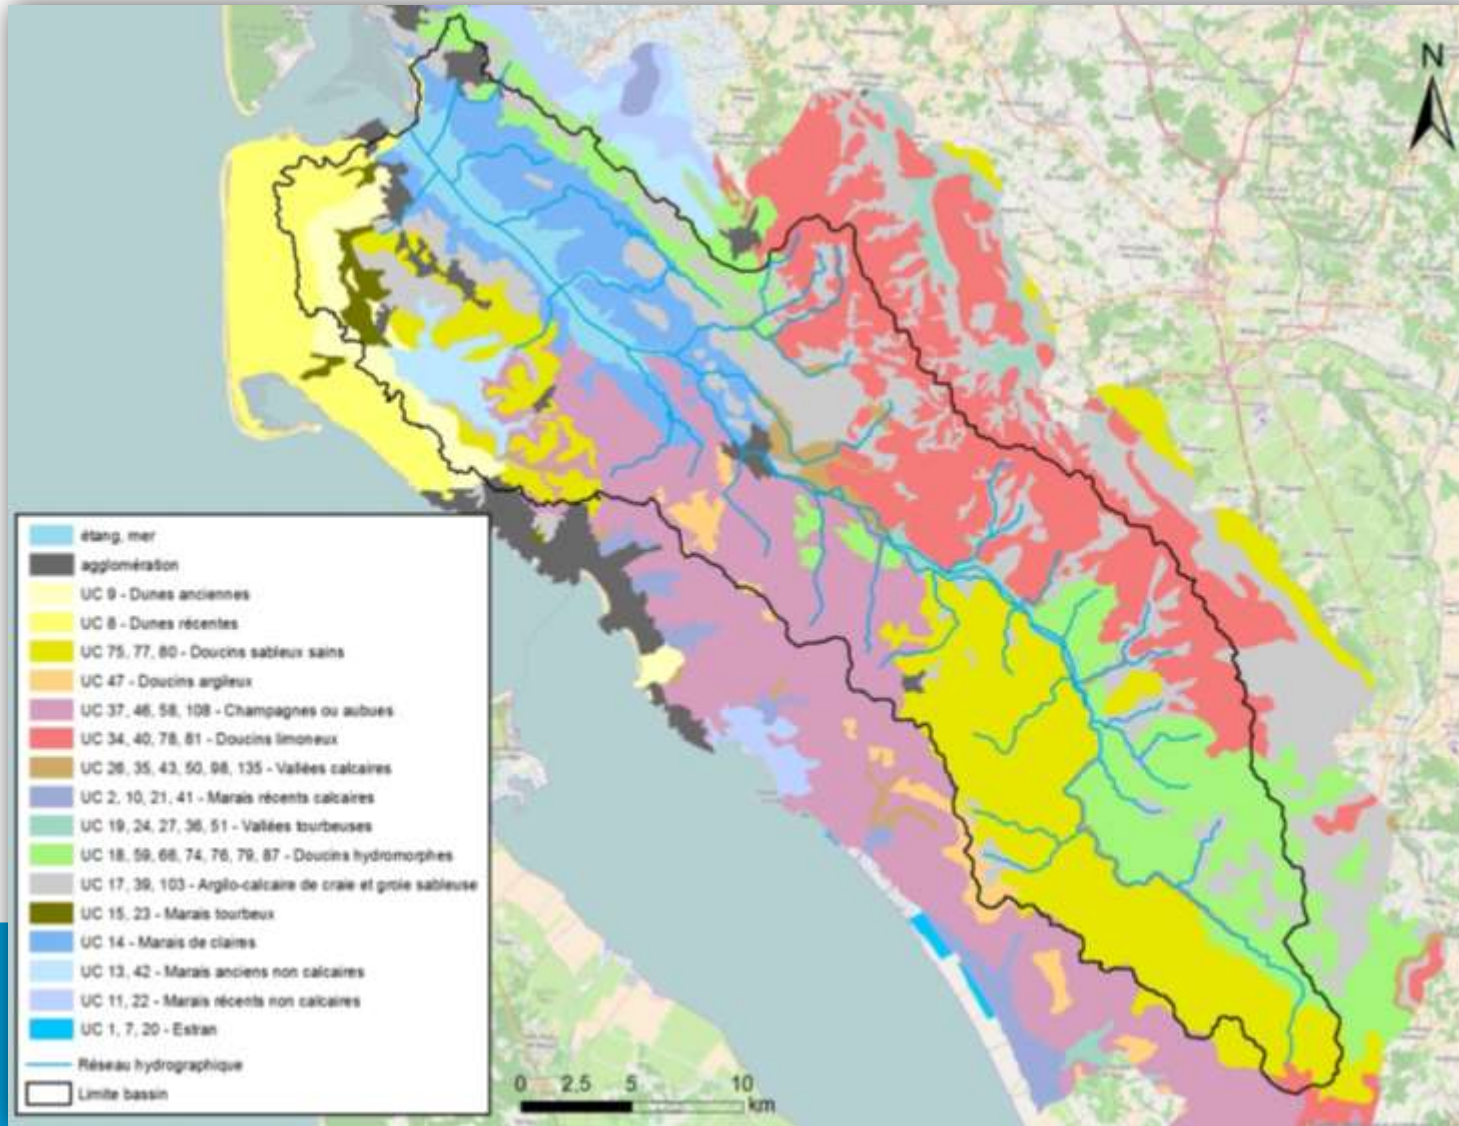 N
étang, mer
agglomération
UC 9 - Dunes anciennes
UC 8 - Dunes récentes
UC 75, 77, 80 - Doucins sableux sains
UC 47 - Doucins argileux
UC 37, 46, 58, 108 - Champagnes ou aubues
UC 34, 40, 78, 81 - Doucins limoneux
UC 26, 35, 43, 50, 98, 135 - Vallées calcaires
UC 2, 10, 21, 41 - Marais récents calcaires
UC 19, 24, 27, 36, 51 - Vallées tourbeuses
UC 18, 59, 66, 74, 76, 79, 87 - Doucins hydromorphes
UC 17, 39, 103 - Argilo-calcaire de craie et groie sableuse
UC 15, 23 - Marais tourbeux
UC 14 - Marais de claires
UC 13, 42 - Marais anciens non calcaires
UC 11, 22 - Marais récents non calcaires
UC 1, 7, 20 - Estran
Réseau hydrographique
Limite bassin
0 2.5 5 10
km